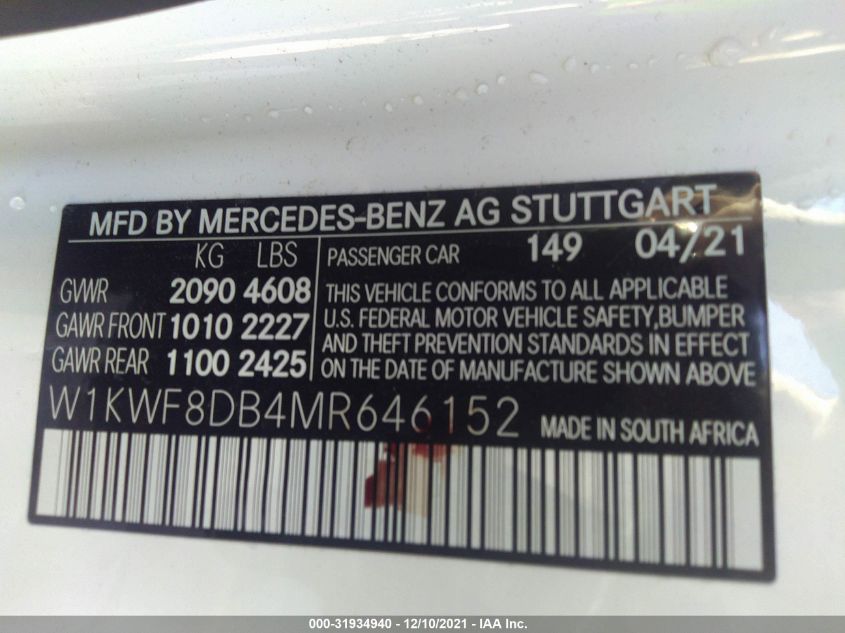 MFD BY MERCEDES-BENZ AG STUTTGART
KG LBS
GVWR 2090 4608
GAWR FRONT 1010 2227
GAWR REAR 1100 2425
PASSENGER CAR 149 04/21
THIS VEHICLE CONFORMS TO ALL APPLICABLE
U.S. FEDERAL MOTOR VEHICLE SAFETY, BUMPER
AND THEFT PREVENTION STANDARDS IN EFFECT
ON THE DATE OF MANUFACTURE SHOWN ABOVE
W1KWF8DB4MR646152 MADE IN SOUTH AFRICA
000-31934940 - 12/10/2021 - IAA Inc.